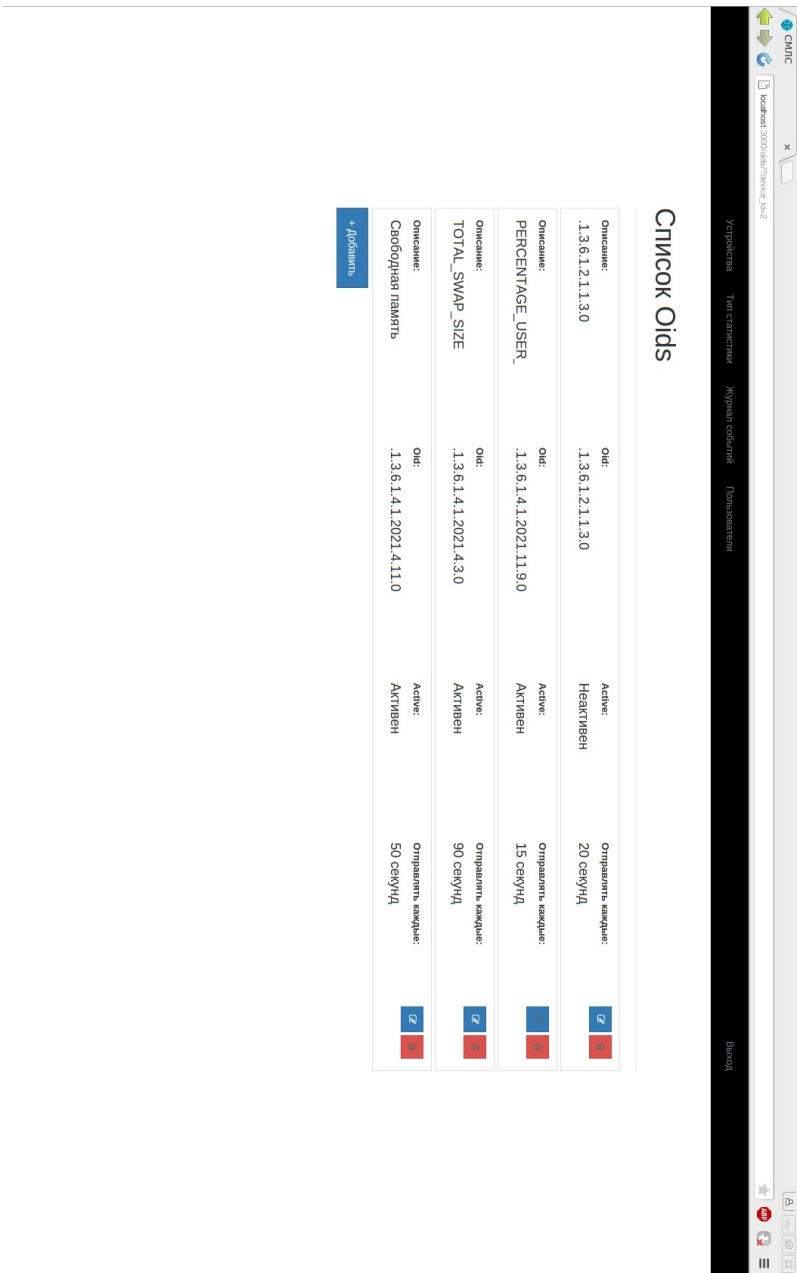 СМЛС
localhost:3000/oids/?device_id=2
ABP
Устройства Тип статистики Журнал событий Пользователи Выход
Список Oids
Описание: Oid: Active: Отправлять каждые:
.1.3.6.1.2.1.1.3.0 .1.3.6.1.2.1.1.3.0 Неактивен 20 секунд
Описание: Oid: Active: Отправлять каждые:
PERCENTAGE_USER_ .1.3.6.1.4.1.2021.11.9.0 Активен 15 секунд
Описание: Oid: Active: Отправлять каждые:
TOTAL_SWAP_SIZE .1.3.6.1.4.1.2021.4.3.0 Активен 90 секунд
Описание: Oid: Active: Отправлять каждые:
Свободная память .1.3.6.1.4.1.2021.4.11.0 Активен 50 секунд
+ Добавить